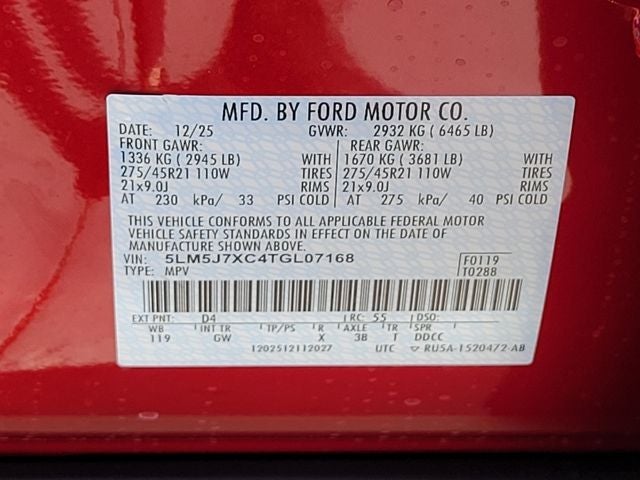 MFD. BY FORD MOTOR CO.
DATE: 12/25 GVWR: 2932 KG (6465 LB)
FRONT GAWR: REAR GAWR:
1336 KG (2945 LB) WITH 1670 KG (3681 LB) WITH
275/45R21 110W TIRES 275/45R21 110W TIRES
21x9.0J RIMS 21x9.0J RIMS
AT 230 kPa/ 33 PSI COLD AT 275 kPa/ 40 PSI COLD
THIS VEHICLE CONFORMS TO ALL APPLICABLE FEDERAL MOTOR
VEHICLE SAFETY STANDARDS IN EFFECT ON THE DATE OF
MANUFACTURE SHOWN ABOVE.
VIN: 5LM5J7XC4TGL07168 F0119
TYPE: MPV T0288
EXT PNT: D4 RC: 55 DSO:
WB INT TR TP/PS R AXLE TR SPR
119 GW X 38 T DDCC
1202512112027 UTC RU5A-1520472-AB